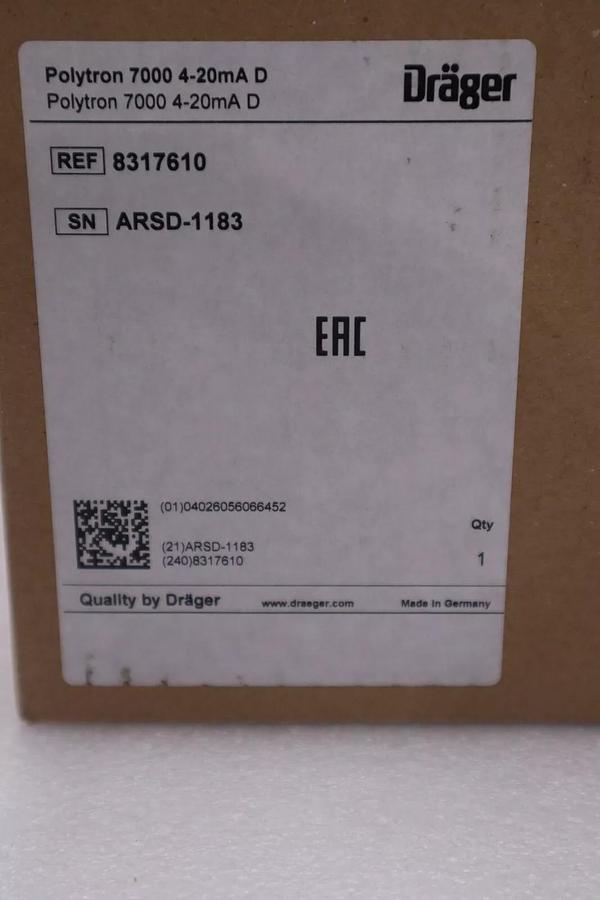 Polytron 7000 4-20mA D
Polytron 7000 4-20mA D
Dräger
REF 8317610
SN ARSD-1183
EAC
(01)04026056066452
(21)ARSD-1183
(240)8317610
Qty
1
Quality by Dräger www.draeger.com Made in Germany